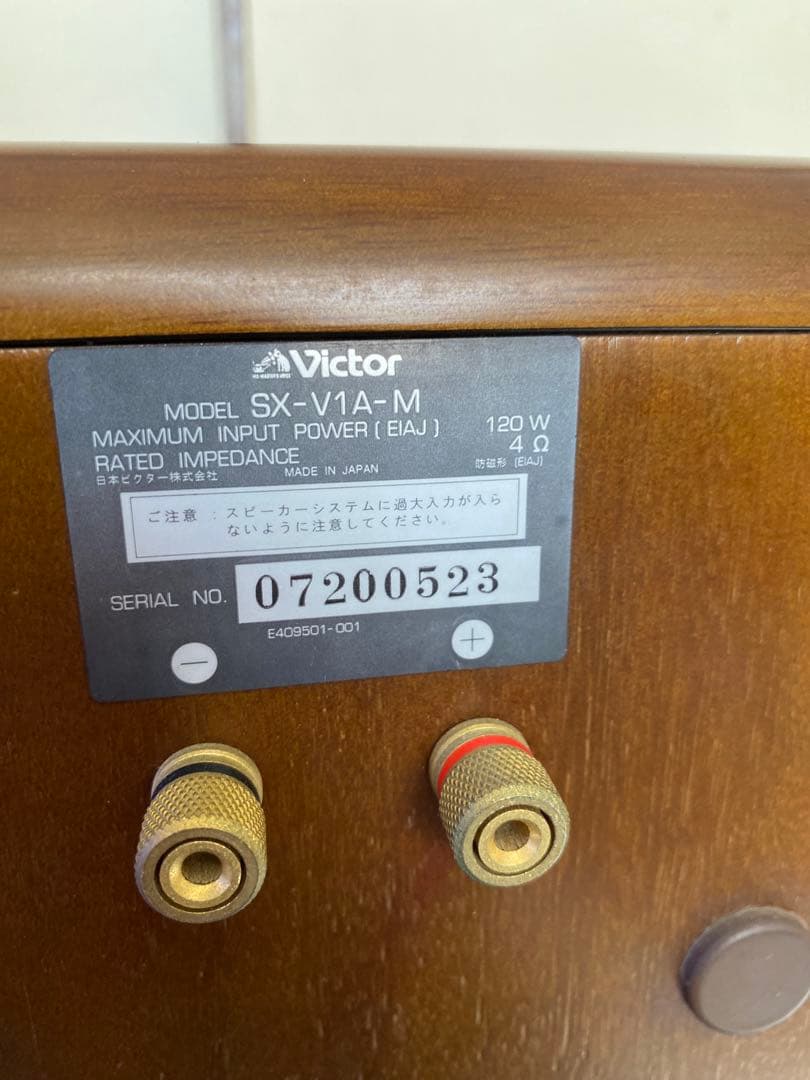 HIS MASTER'S VOICE
Victor
MODEL SX-V1A-M
MAXIMUM INPUT POWER (EIAJ) 120 W
RATED IMPEDANCE 4 Ω
日本ビクター株式会社 MADE IN JAPAN 防磁形 (EIAJ)
ご注意 : スピーカーシステムに過大入力が入ら
ないように注意してください。
SERIAL NO. 07200523
E409501-001
− +